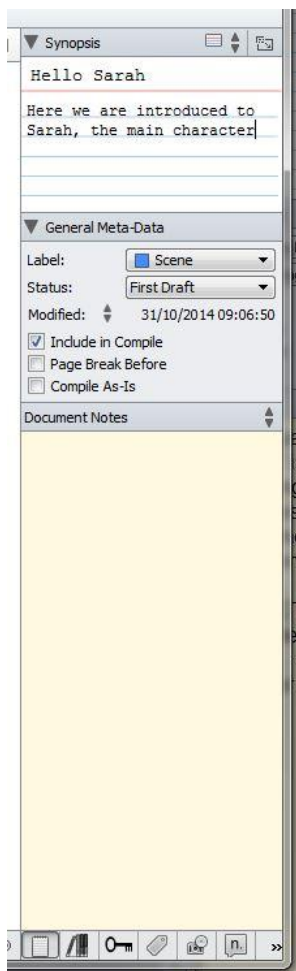 Synopsis
Hello Sarah
Here we are introduced to
Sarah, the main character
General Meta-Data
Label: Scene
Status: First Draft
Modified: 31/10/2014 09:06:50
Include in Compile
Page Break Before
Compile As-Is
Document Notes
n. »